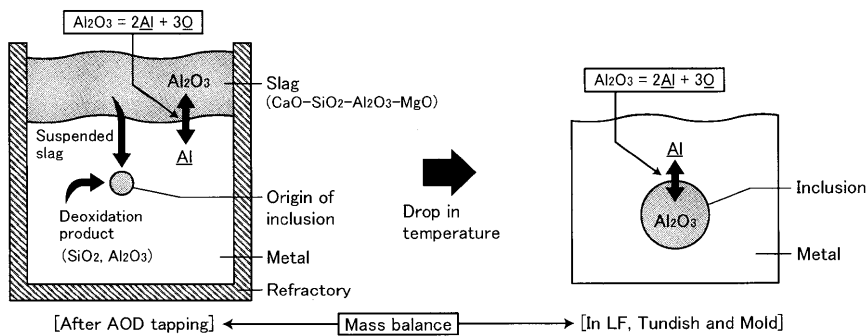 Al₂O₃ = 2Al + 3O
Al₂O₃
Slag
(CaO-SiO₂-Al₂O₃-MgO)
Suspended
slag
Al
Deoxidation
product
(SiO₂, Al₂O₃)
Origin of
inclusion
Metal
Refractory
[After AOD tapping]
Drop in
temperature
Mass balance
Al₂O₃ = 2Al + 3O
Al
Al₂O₃
Inclusion
Metal
[In LF, Tundish and Mold]